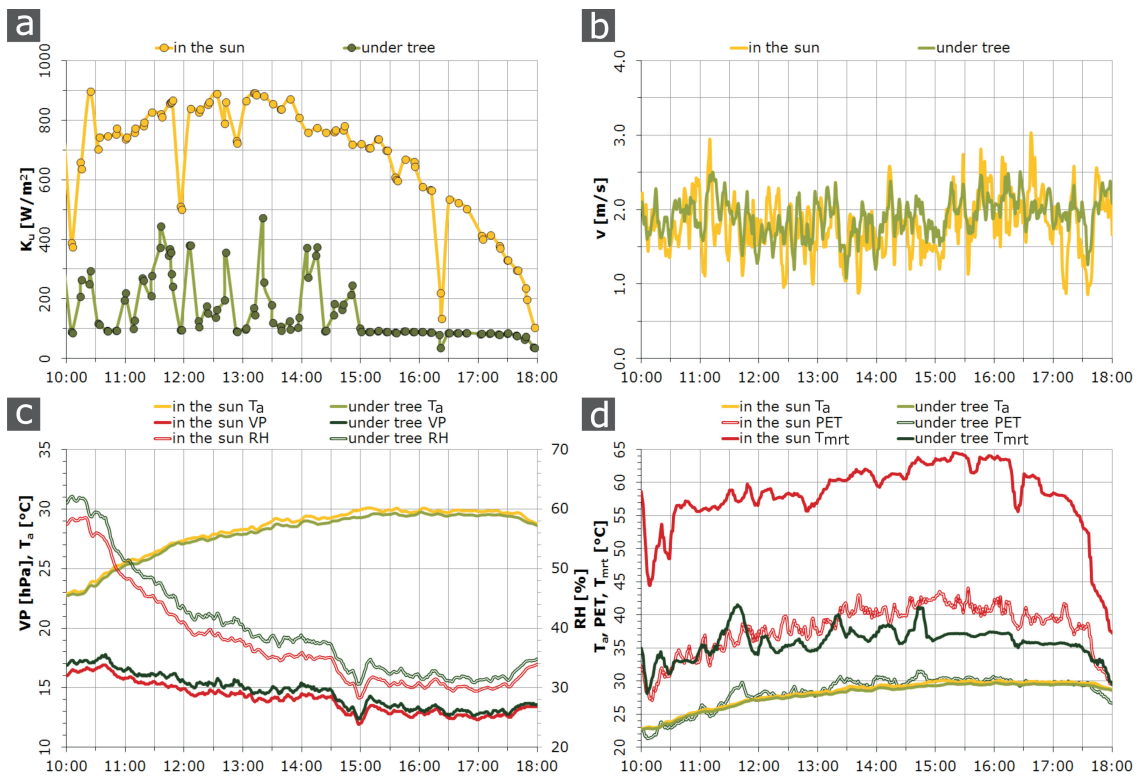 a
in the sun
under tree
1000
800
600
400
200
0
K u [W/m²]
10:00 11:00 12:00 13:00 14:00 15:00 16:00 17:00 18:00
b
in the sun
under tree
4.0
3.0
2.0
1.0
0.0
v [m/s]
10:00 11:00 12:00 13:00 14:00 15:00 16:00 17:00 18:00
c
in the sun Ta under tree Ta
in the sun VP under tree VP
in the sun RH under tree RH
35
30
25
20
15
10
VP [hPa], Ta [°C]
70
60
50
40
30
20
RH [%]
10:00 11:00 12:00 13:00 14:00 15:00 16:00 17:00 18:00
d
in the sun Ta under tree Ta
in the sun PET under tree PET
in the sun Tmrt under tree Tmrt
65
60
55
50
45
40
35
30
25
20
Ta, PET, Tmrt [°C]
10:00 11:00 12:00 13:00 14:00 15:00 16:00 17:00 18:00